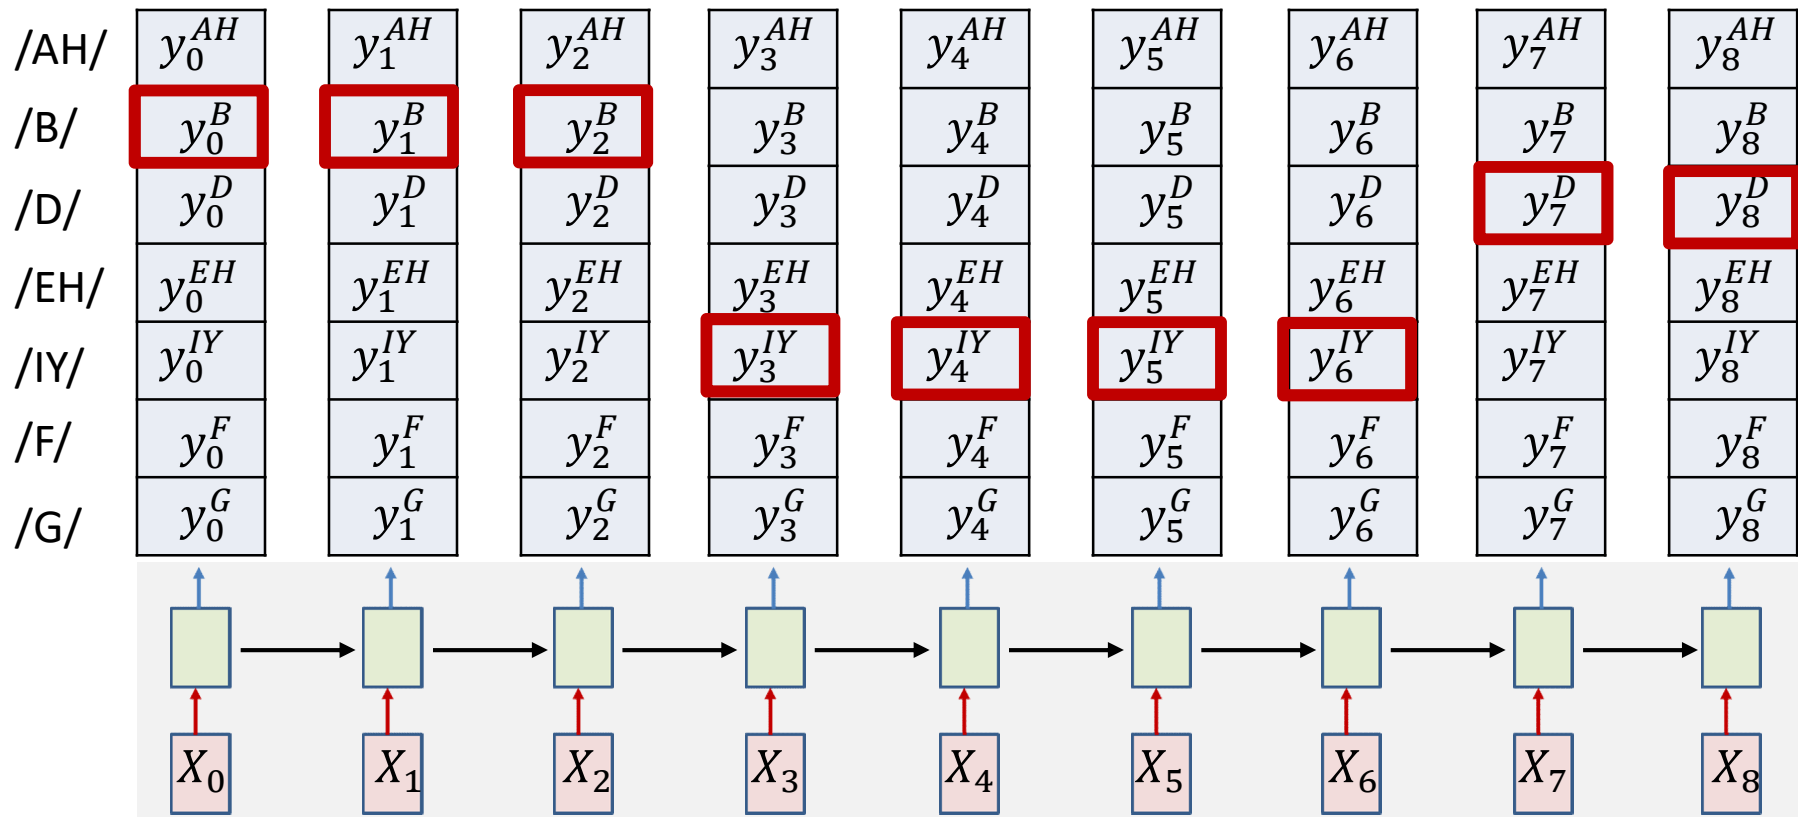 /AH/ y_0^{AH} y_1^{AH} y_2^{AH} y_3^{AH} y_4^{AH} y_5^{AH} y_6^{AH} y_7^{AH} y_8^{AH}
/B/ y_0^B y_1^B y_2^B y_3^B y_4^B y_5^B y_6^B y_7^B y_8^B
/D/ y_0^D y_1^D y_2^D y_3^D y_4^D y_5^D y_6^D y_7^D y_8^D
/EH/ y_0^{EH} y_1^{EH} y_2^{EH} y_3^{EH} y_4^{EH} y_5^{EH} y_6^{EH} y_7^{EH} y_8^{EH}
/IY/ y_0^{IY} y_1^{IY} y_2^{IY} y_3^{IY} y_4^{IY} y_5^{IY} y_6^{IY} y_7^{IY} y_8^{IY}
/F/ y_0^F y_1^F y_2^F y_3^F y_4^F y_5^F y_6^F y_7^F y_8^F
/G/ y_0^G y_1^G y_2^G y_3^G y_4^G y_5^G y_6^G y_7^G y_8^G
X_0 X_1 X_2 X_3 X_4 X_5 X_6 X_7 X_8